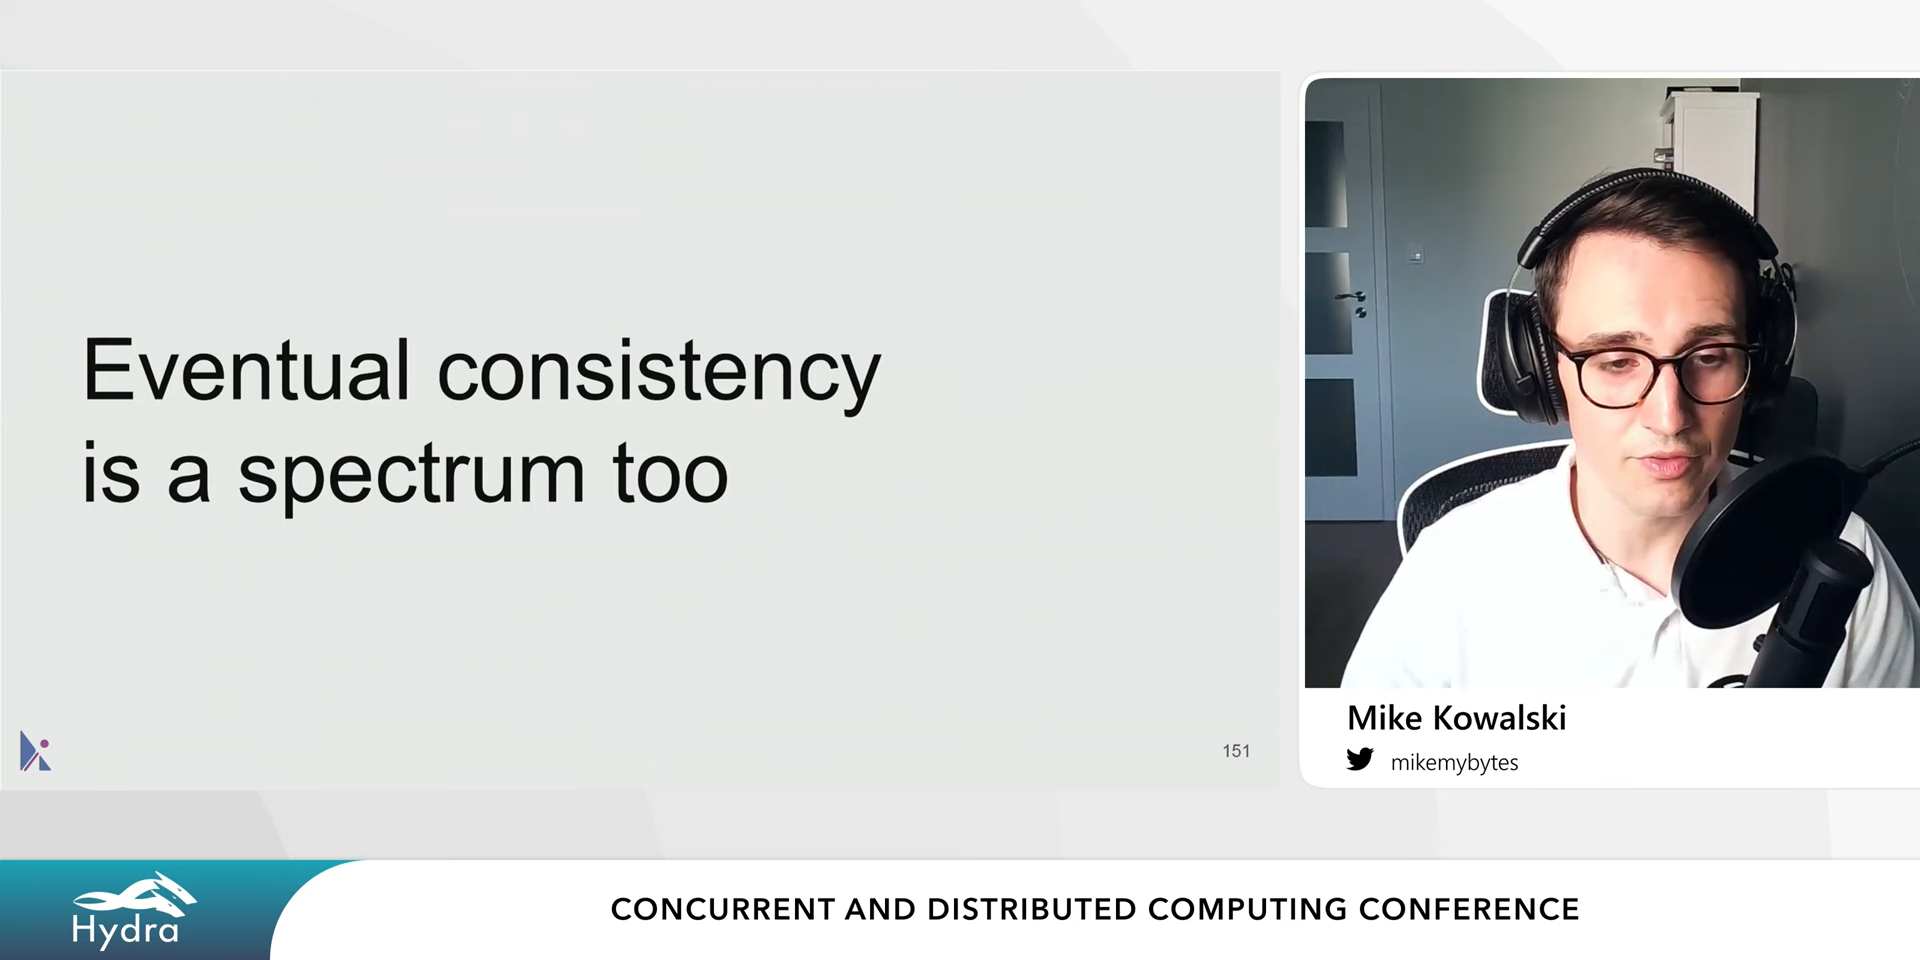 Eventual consistency
is a spectrum too
151
Mike Kowalski
mikemybytes
Hydra
CONCURRENT AND DISTRIBUTED COMPUTING CONFERENCE